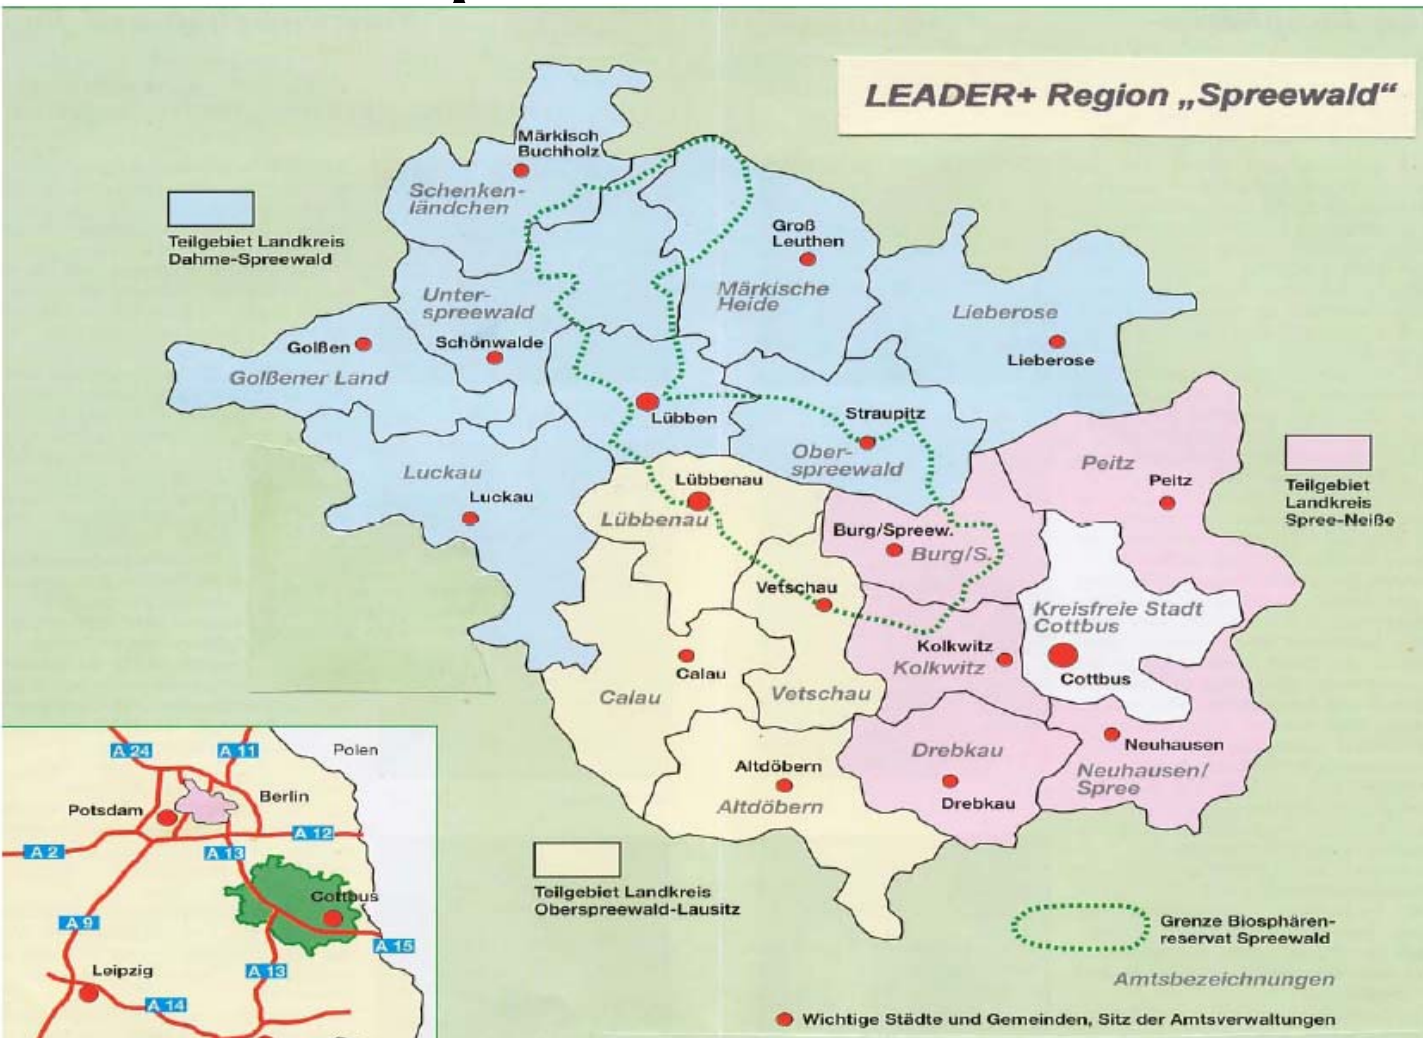 LEADER+ Region „Spreewald“
Märkisch
Buchholz
Schenken-
ländchen
Teilgebiet Landkreis
Dahme-Spreewald
Groß
Leuthen
Märkische
Heide
Unter-
spreewald
Schönwalde
Lieberose
Lieberose
Golßen
Golßener Land
Lübben
Straupitz
Ober-
spreewald
Luckau
Luckau
Peitz
Peitz
Teilgebiet
Landkreis
Spree-Neiße
Lübbenau
Lübbenau
Burg/Spreew.
Burg/S.
Vetschau
Kreisfreie Stadt
Cottbus
Kolkwitz
Kolkwitz
Cottbus
Calau
Calau
Vetschau
Drebkau
Drebkau
Neuhausen
Neuhausen/
Spree
Altdöbern
Altdöbern
A 24
A 11
Polen
Potsdam
Berlin
A 12
A 2
A 13
Cottbus
A 9
A 15
Leipzig
A 13
A 14
Teilgebiet Landkreis
Oberspreewald-Lausitz
Grenze Biosphären-
reservat Spreewald
Amtsbezeichnungen
Wichtige Städte und Gemeinden, Sitz der Amtsverwaltungen